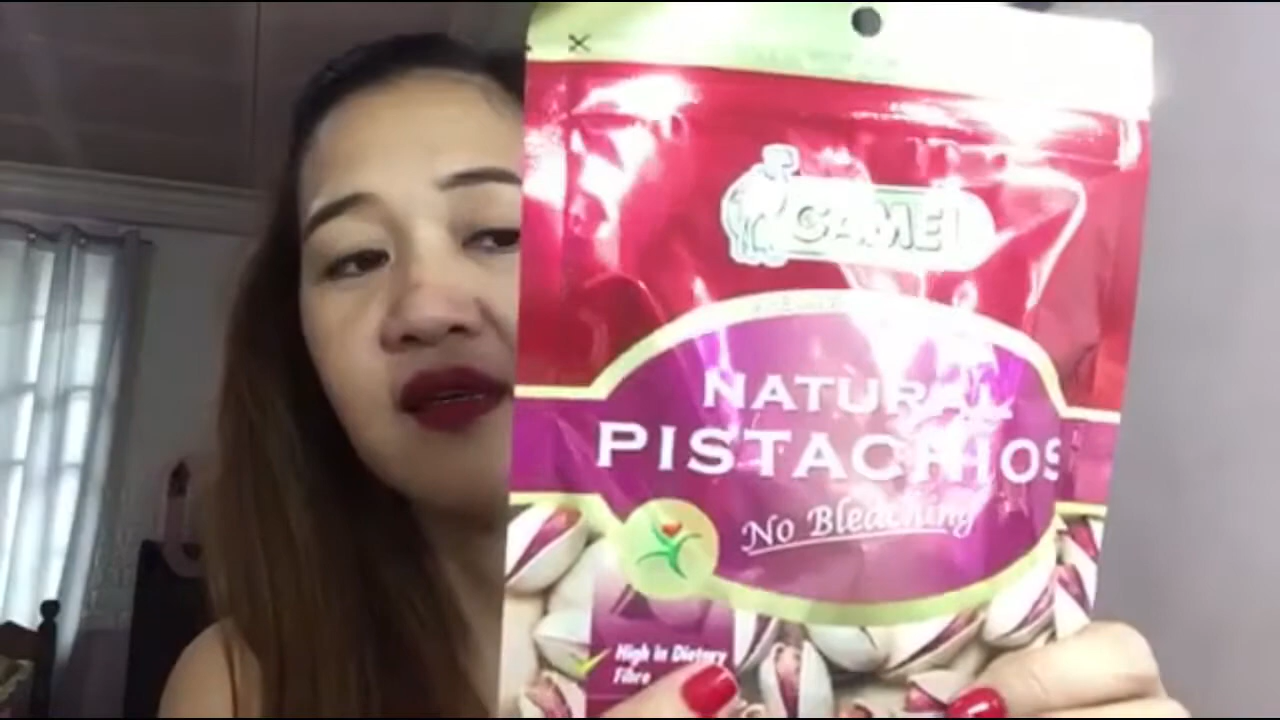 CAMEL
NATURAL
PISTACHIOS
No Bleaching
High in Dietary
Fibre